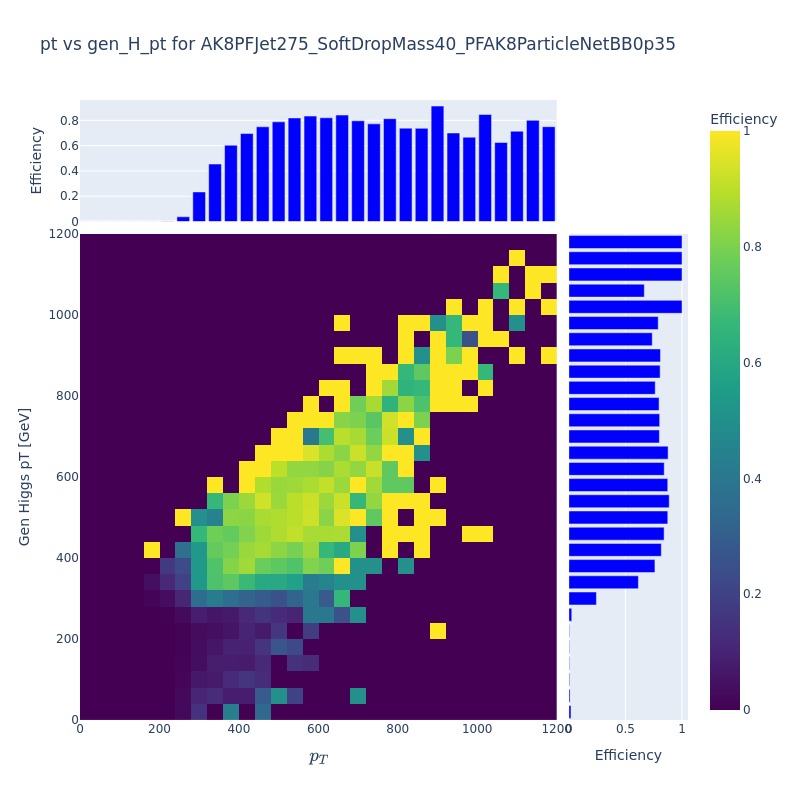 pt vs gen_H_pt for AK8PFJet275_SoftDropMass40_PFAK8ParticleNetBB0p35
Efficiency
0.8
0.6
0.4
0.2
0
Efficiency
1
0.8
0.6
0.4
0.2
0
Gen Higgs pT [GeV]
1200
1000
800
600
400
200
0
0 200 400 600 800 1000 1200
p_T
0 0.5 1
Efficiency